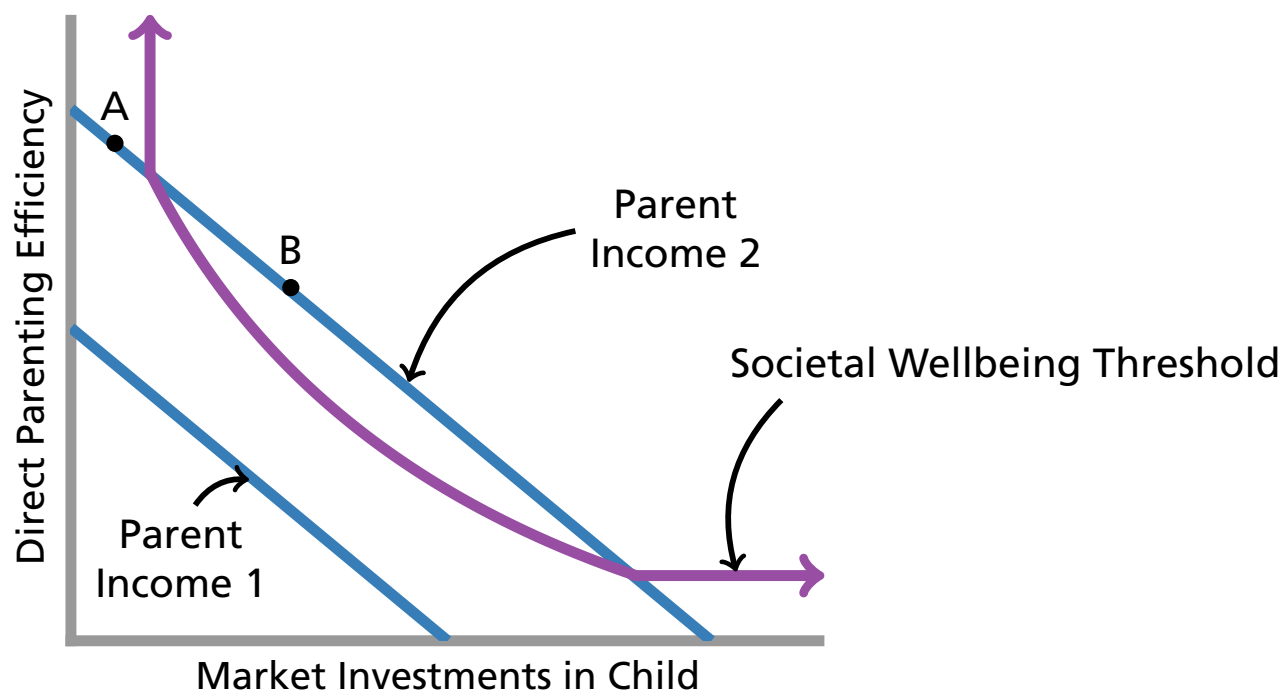 Direct Parenting Efficiency
A
B
Parent
Income 2
Societal Wellbeing Threshold
Parent
Income 1
Market Investments in Child